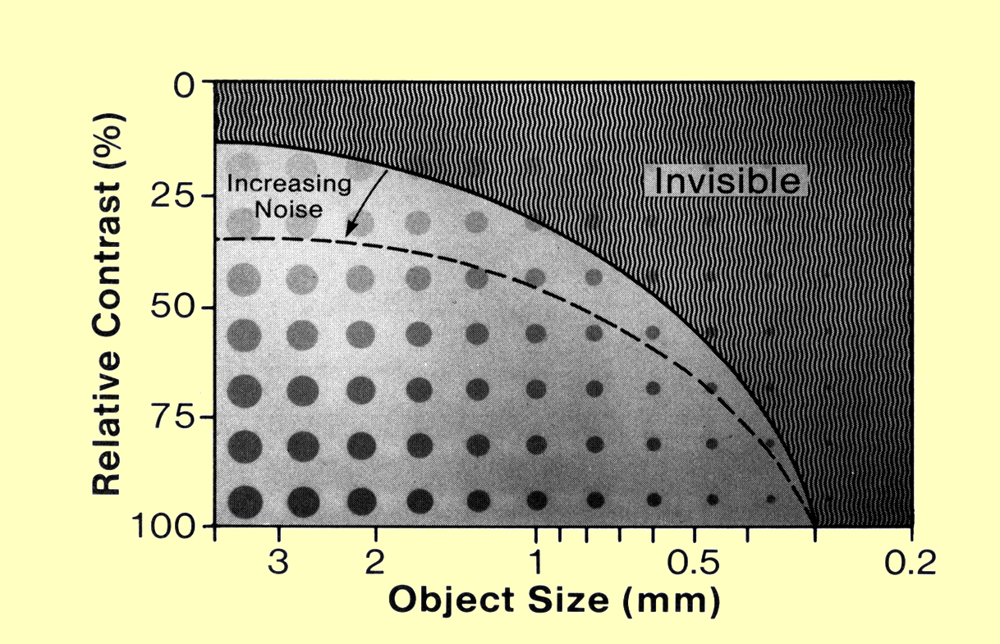 0
25
50
75
100
Relative Contrast (%)
Increasing
Noise
Invisible
3
2
1
0.5
0.2
Object Size (mm)